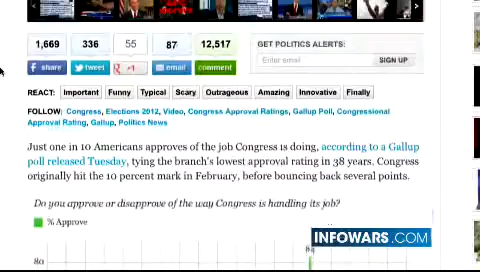 1,669 336 55 87 12,517
share tweet +1 email comment
GET POLITICS ALERTS:
Enter email SIGN UP
REACT: Important Funny Typical Scary Outrageous Amazing Innovative Finally
FOLLOW: Congress, Elections 2012, Video, Congress Approval Ratings, Gallup Poll, Congressional
Approval Rating, Gallup, Politics News
Just one in 10 Americans approves of the job Congress is doing, according to a Gallup
poll released Tuesday, tying the branch's lowest approval rating in 38 years. Congress
originally hit the 10 percent mark in February, before bouncing back several points.
Do you approve or disapprove of the way Congress is handling its job?
% Approve
INFOWARS.COM
84
80